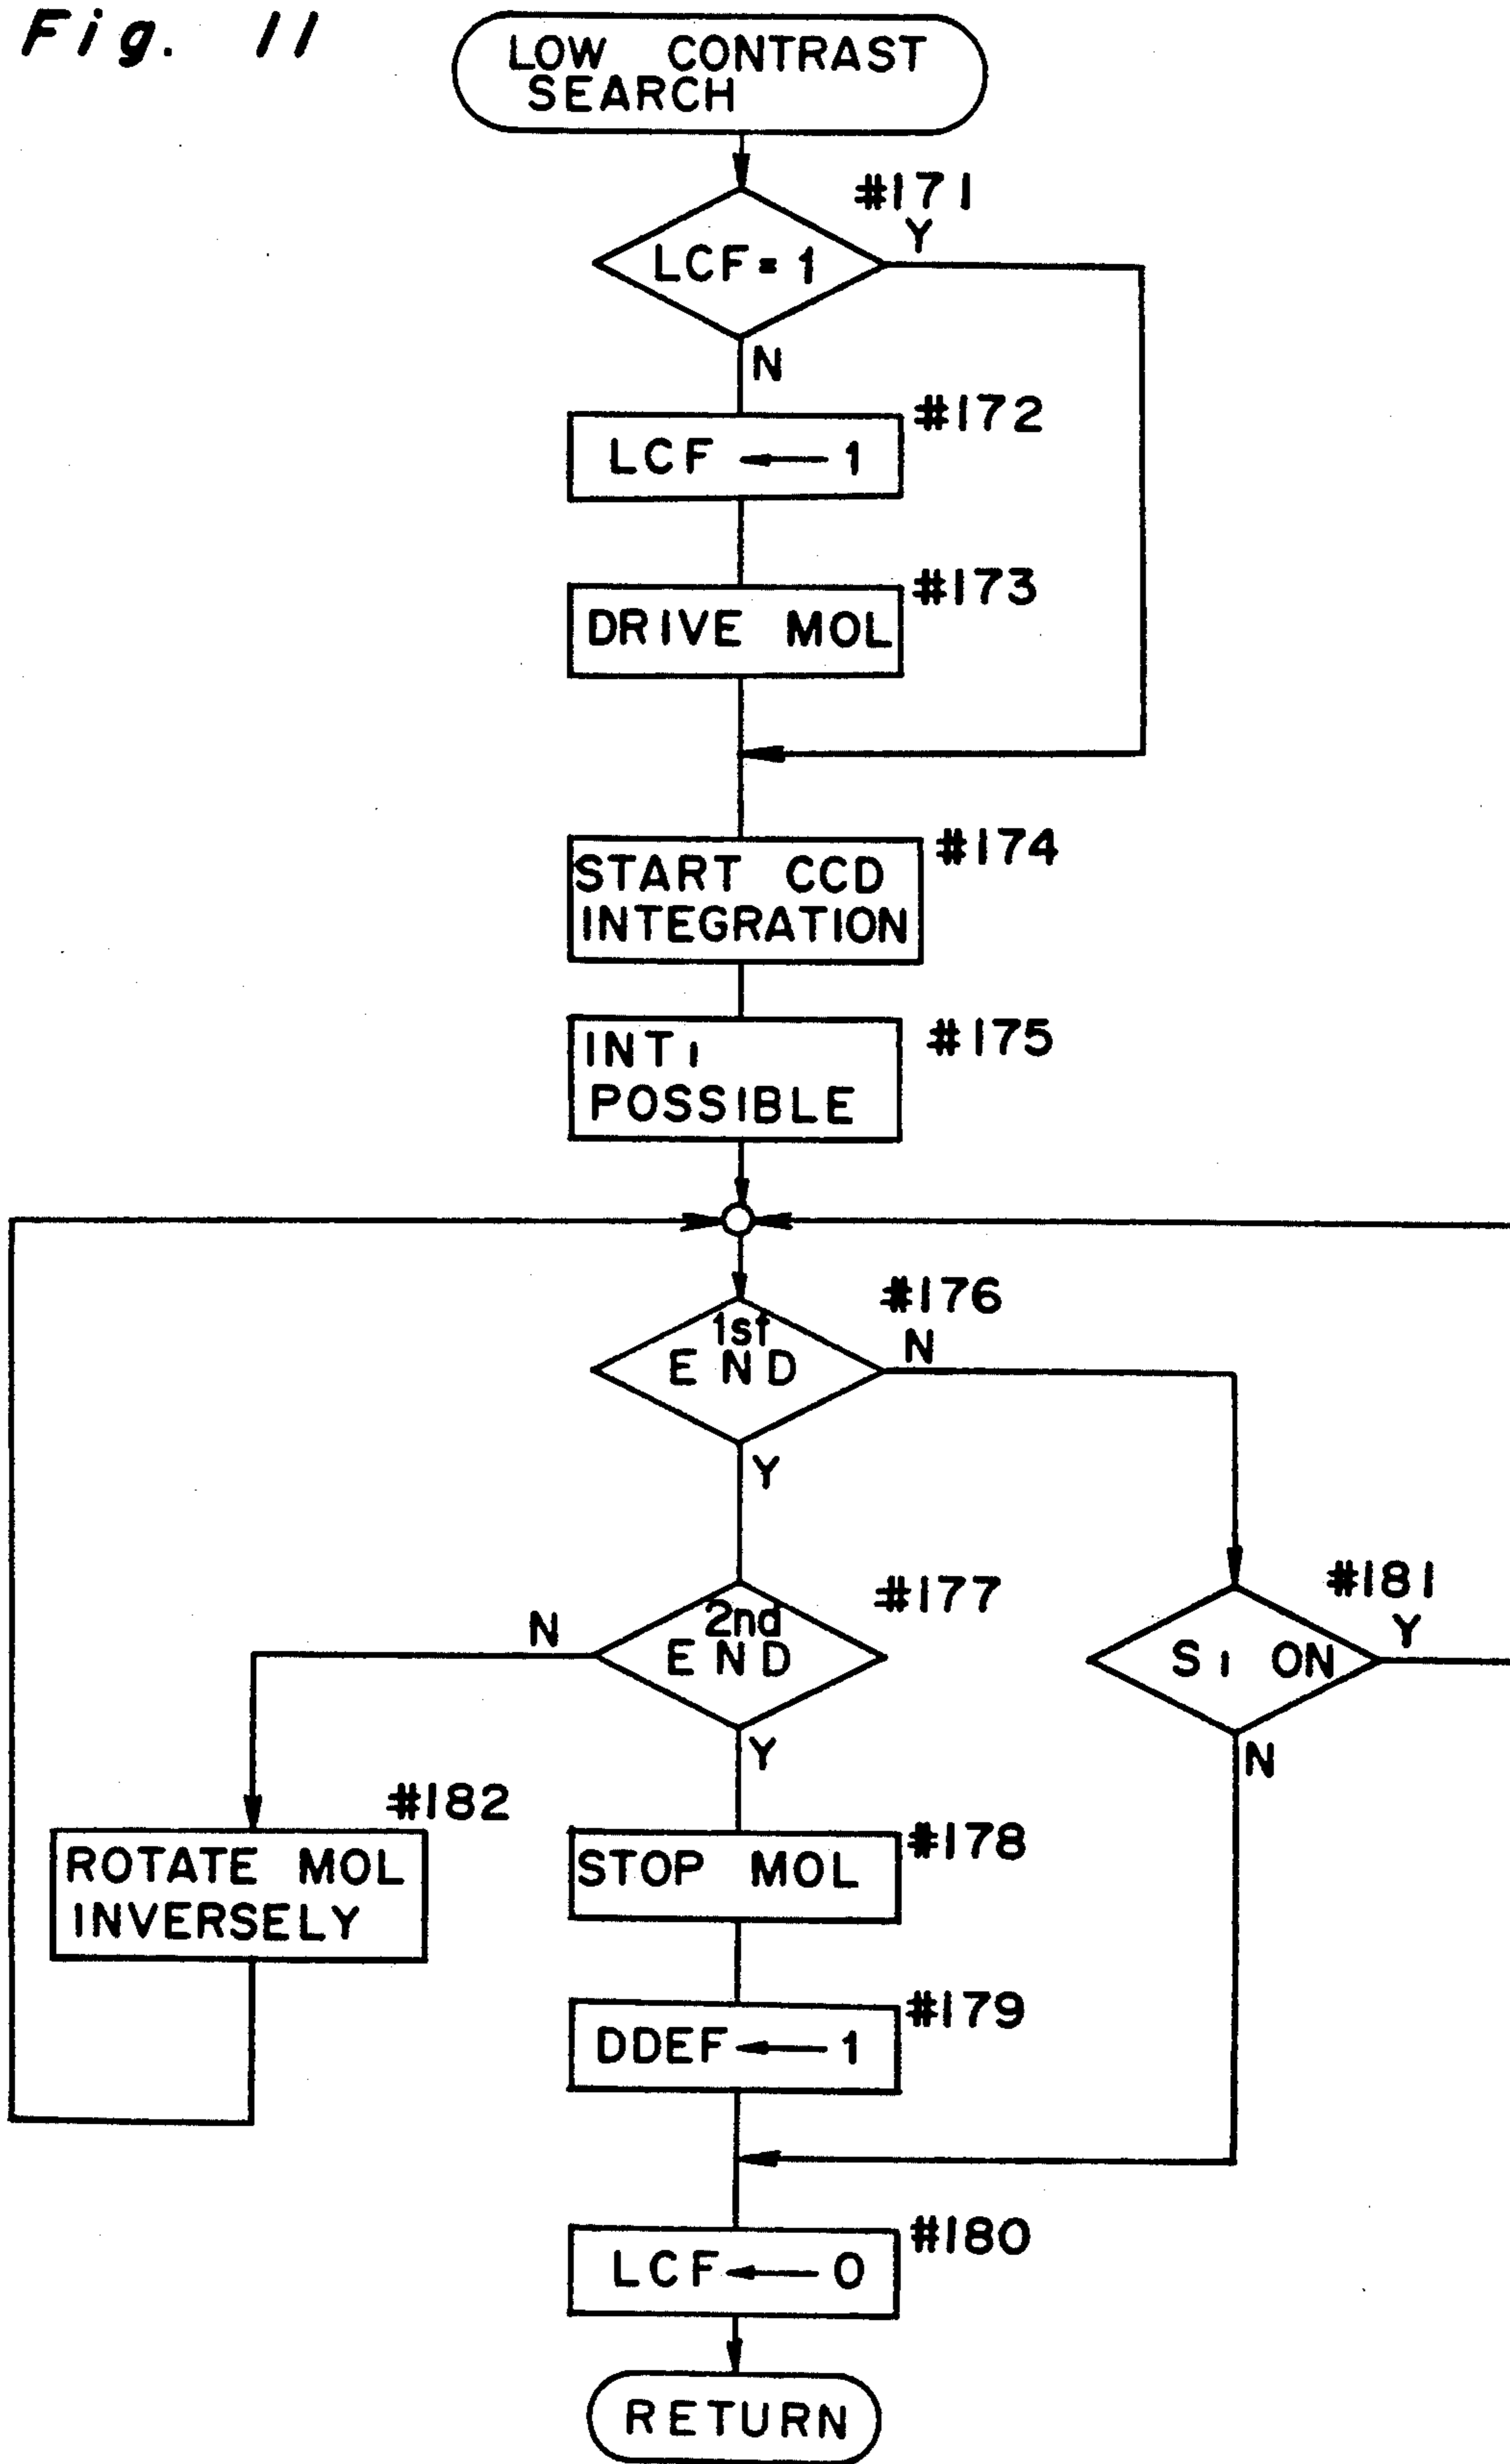 Fig. 11
LOW CONTRAST
SEARCH
#171
Y
LCF = 1
N
#172
LCF ← 1
#173
DRIVE MOL
#174
START CCD
INTEGRATION
#175
INT1
POSSIBLE
#176
1st
END
N
Y
#177
2nd
END
N
Y
#181
S1 ON
Y
N
#182
ROTATE MOL
INVERSELY
#178
STOP MOL
#179
DDEF ← 1
#180
LCF ← 0
RETURN